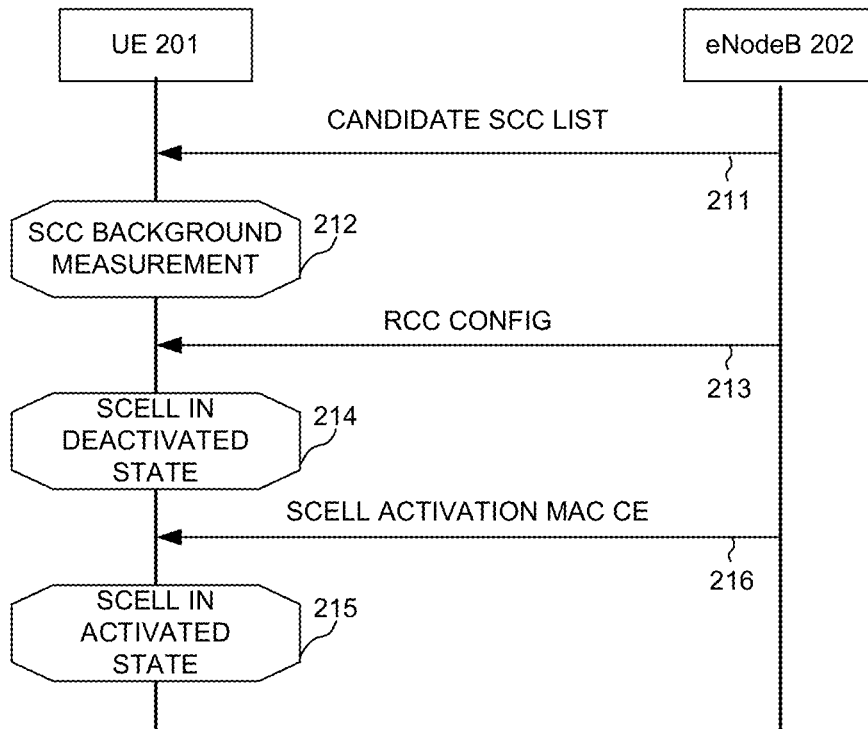 UE 201
eNodeB 202
CANDIDATE SCC LIST
211
SCC BACKGROUND
MEASUREMENT
212
RCC CONFIG
213
SCELL IN
DEACTIVATED
STATE
214
SCELL ACTIVATION MAC CE
216
SCELL IN
ACTIVATED
STATE
215